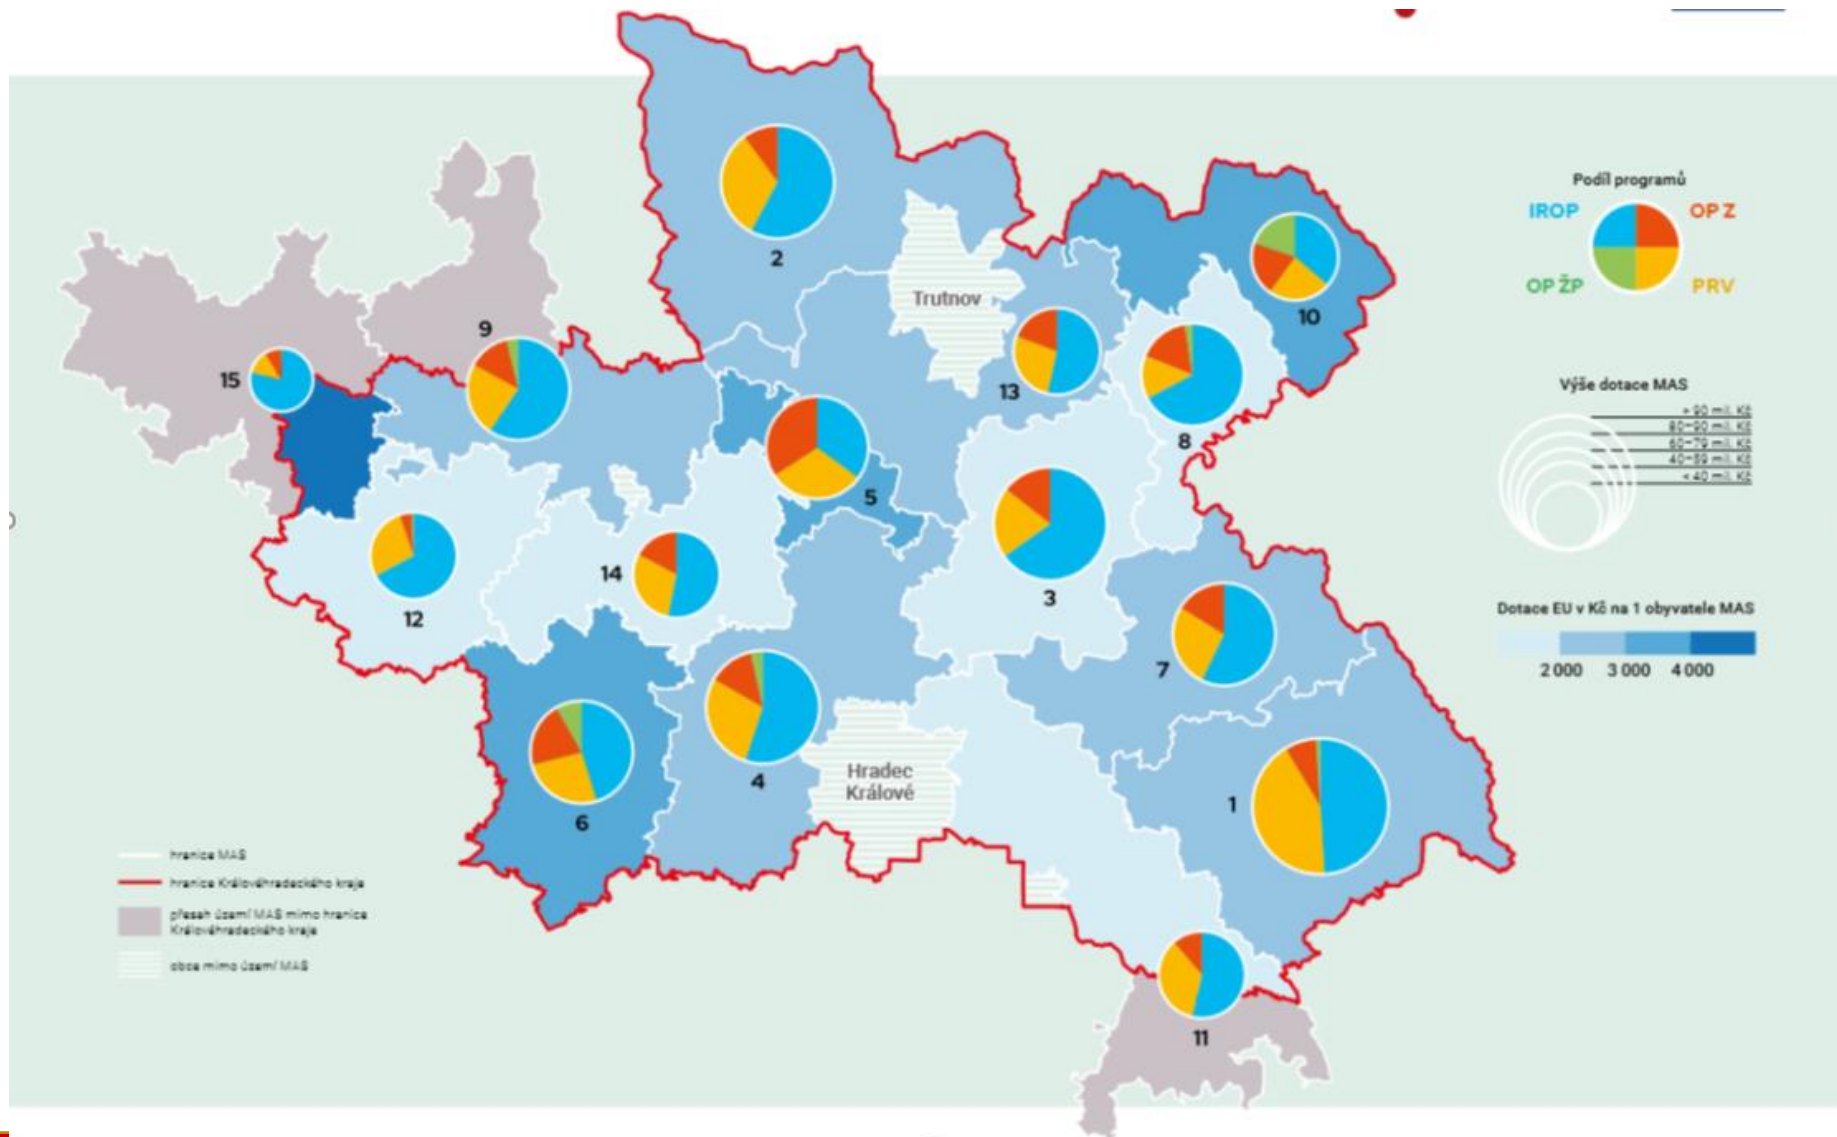 2
Trutnov
9
10
15
13
8
5
3
14
12
7
4
Hradec
Králové
1
6
11
Podíl programů
IROP
OP Z
OP ŽP
PRV
Výše dotace MAS
> 90 mil. Kč
80–90 mil. Kč
60–79 mil. Kč
40–59 mil. Kč
< 40 mil. Kč
Dotace EU v Kč na 1 obyvatele MAS
2 000 3 000 4 000
hranice MAS
hranice Královéhradeckého kraje
přesah území MAS mimo hranice
Královéhradeckého kraje
obce mimo území MAS